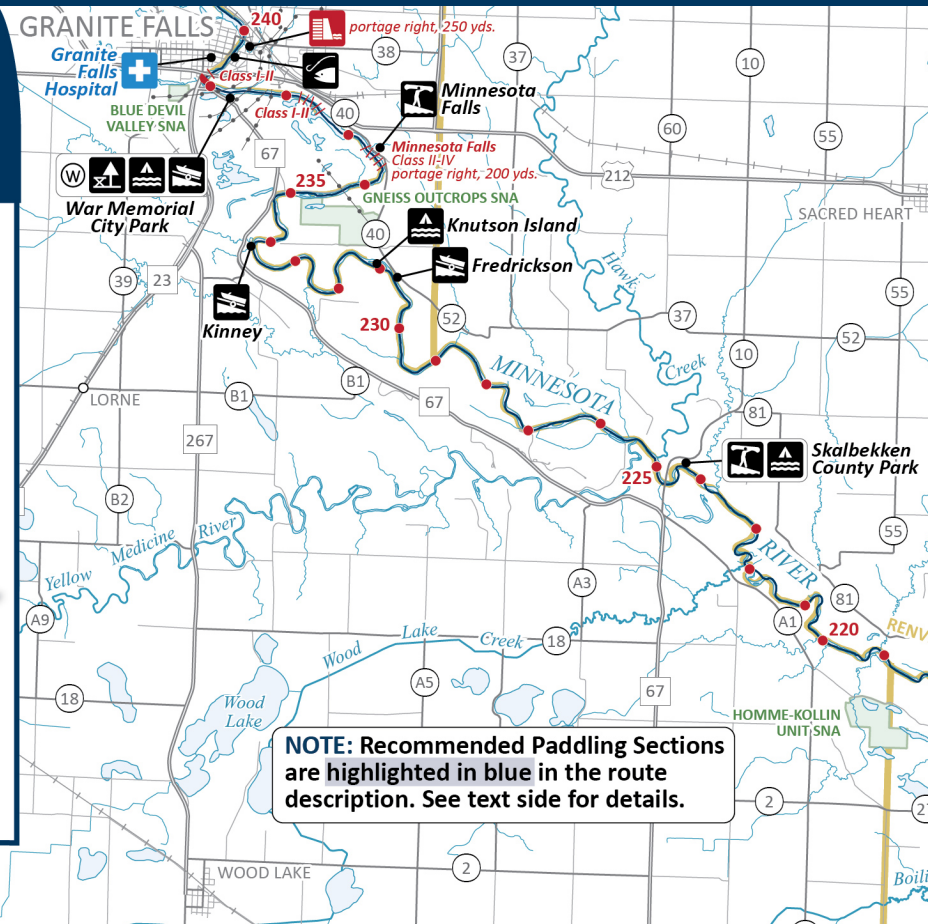 GRANITE FALLS
240
portage right, 250 yds.
38
37
10
Granite
Falls
Hospital
Class I-II
Minnesota
Falls
BLUE DEVIL
VALLEY SNA
Class I-II
40
60
55
67
Minnesota Falls
Class II-IV
portage right, 200 yds.
212
W
235
GNEISS OUTCROPS SNA
War Memorial
City Park
SACRED HEART
40
Knutson Island
Fredrickson
Hawk
39
23
55
Kinney
230
52
37
52
10
MINNESOTA
Creek
LORNE
B1
B1
67
81
267
Skalbekken
County Park
225
B2
55
Yellow Medicine River
RIVER
A3
81
A9
A1
220
RENV
Wood Lake Creek
18
18
A5
67
Wood
Lake
HOMME-KOLLIN
UNIT SNA
NOTE: Recommended Paddling Sections
are highlighted in blue in the route
description. See text side for details.
2
2
WOOD LAKE
Boili